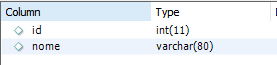 Column Type
id int(11)
nome varchar(80)